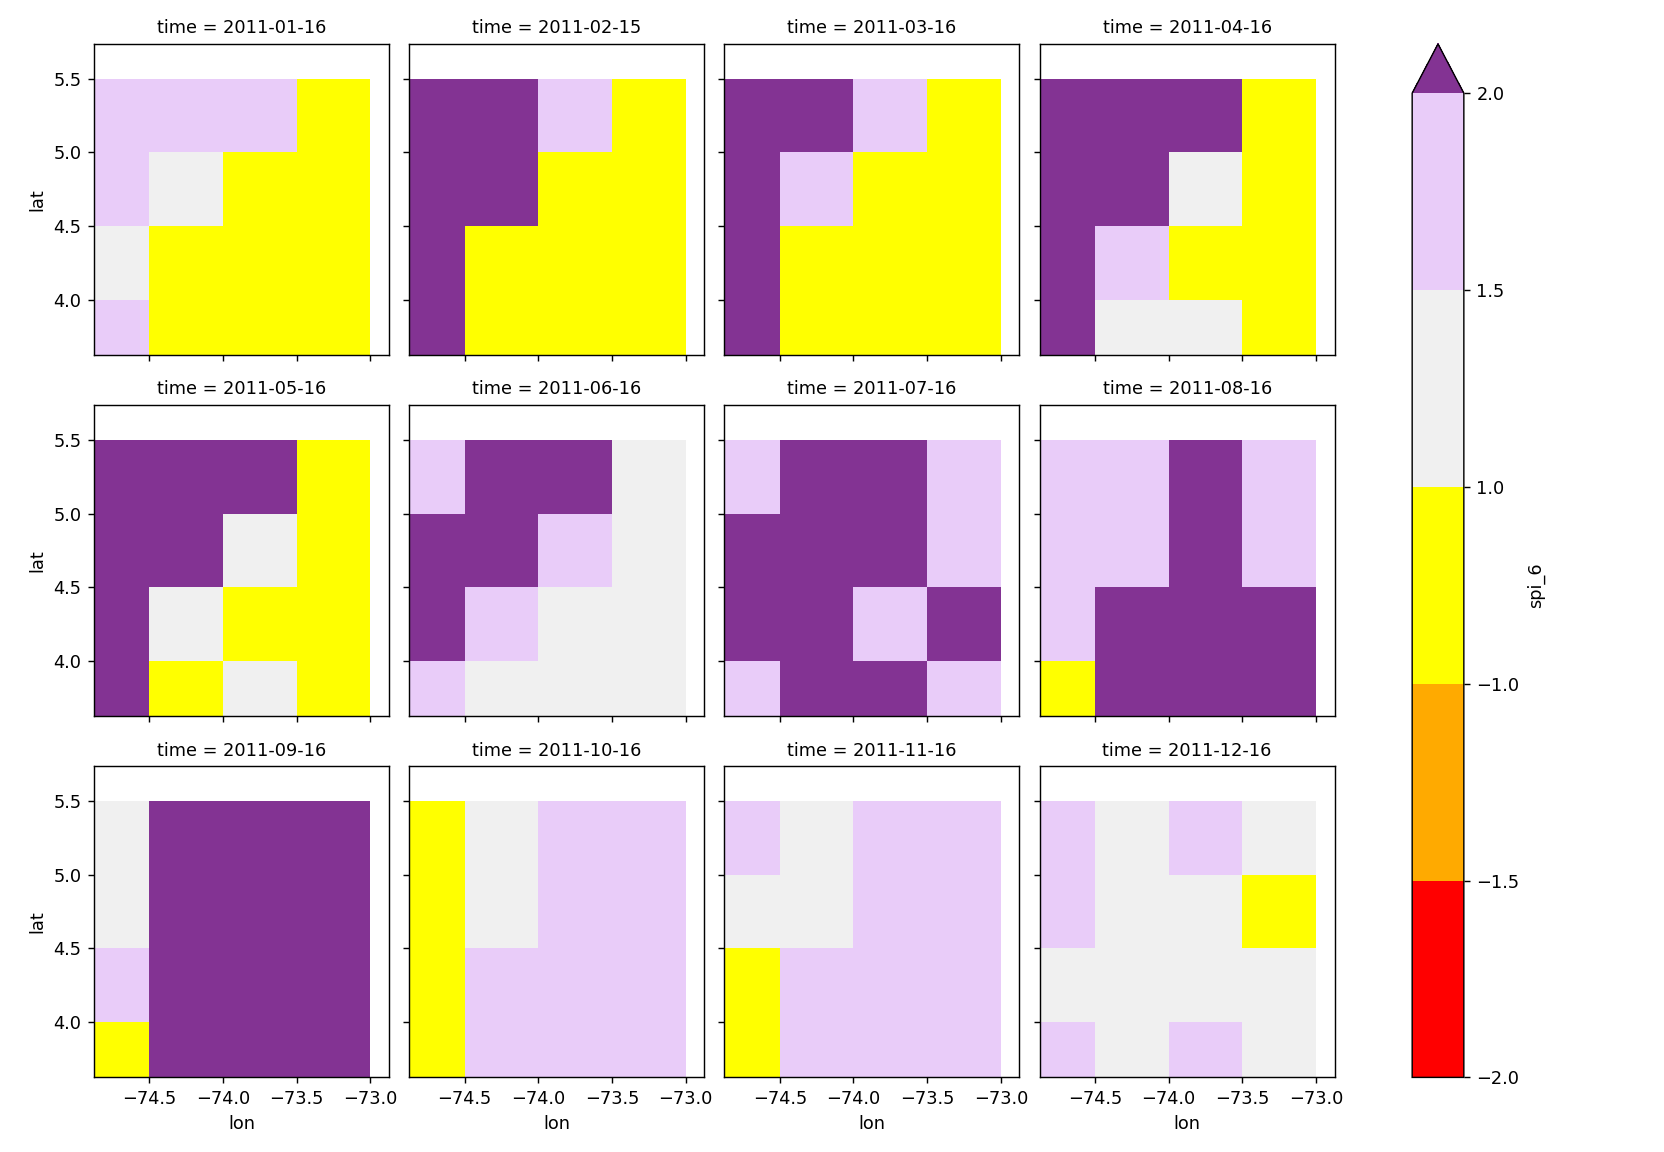 time = 2011-01-16
time = 2011-02-15
time = 2011-03-16
time = 2011-04-16
5.5
5.0
4.5
4.0
lat
time = 2011-05-16
time = 2011-06-16
time = 2011-07-16
time = 2011-08-16
5.5
5.0
4.5
4.0
lat
time = 2011-09-16
time = 2011-10-16
time = 2011-11-16
time = 2011-12-16
5.5
5.0
4.5
4.0
lat
−74.5 −74.0 −73.5 −73.0
lon
−74.5 −74.0 −73.5 −73.0
lon
−74.5 −74.0 −73.5 −73.0
lon
−74.5 −74.0 −73.5 −73.0
lon
2.0
1.5
1.0
−1.0
−1.5
−2.0
spi_6